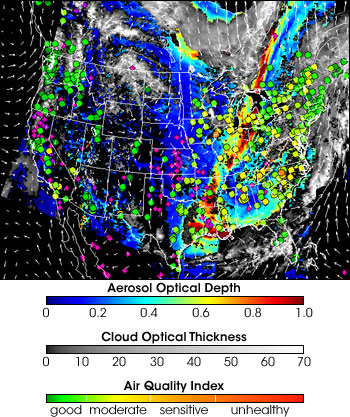 Aerosol Optical Depth
0 0.2 0.4 0.6 0.8 1.0
Cloud Optical Thickness
0 10 20 30 40 50 60 70
Air Quality Index
good moderate sensitive unhealthy